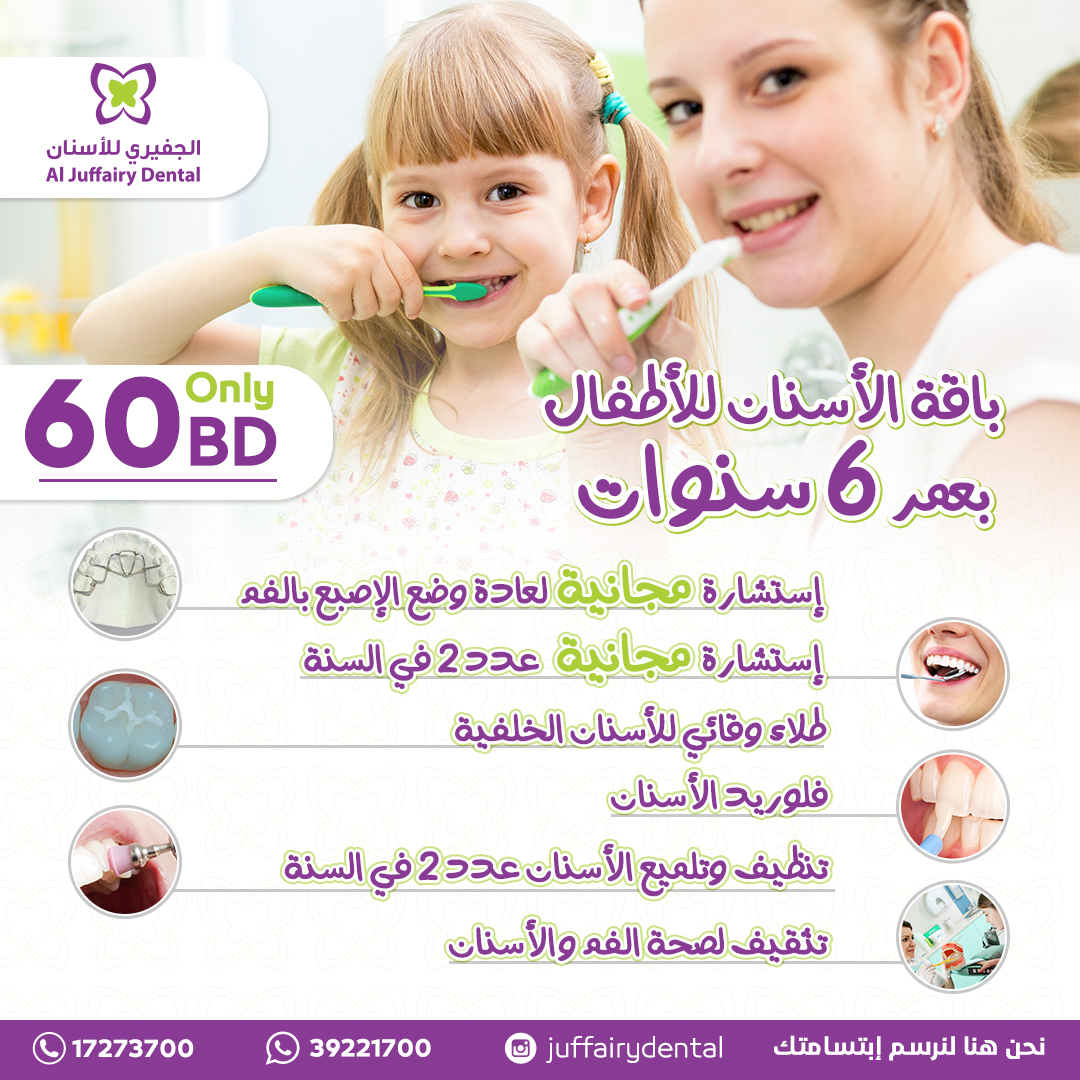 الجفيري للأسنان
Al Juffairy Dental
60 Only BD
باقة الأسنان للأطفال
بعمر 6 سنوات
إستشارة مجانية لعادة وضع الإصبع بالفم
إستشارة مجانية عدد 2 في السنة
طلاء وقائي للأسنان الخلفية
فلوريد الأسنان
تنظيف وتلميع الأسنان عدد 2 في السنة
تثقيف لصحة الفم والأسنان
17273700
39221700
juffairydental
نحن هنا لنرسم إبتسامتك